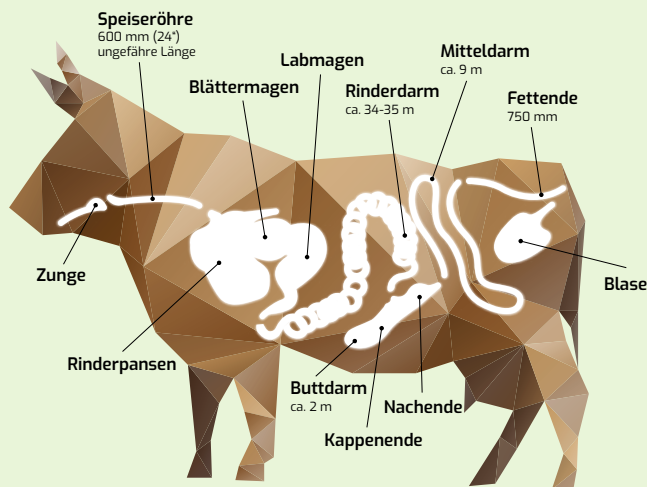 Speiseröhre
600 mm (24")
ungefähre Länge
Labmagen
Blättermagen
Mitteldarm
ca. 9 m
Rinderdarm
ca. 34-35 m
Fettende
750 mm
Zunge
Blase
Rinderpansen
Buttdarm
ca. 2 m
Nachende
Kappenende